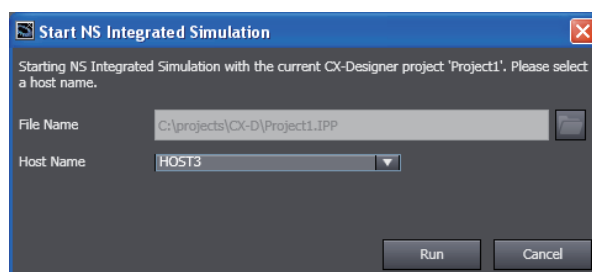 Start NS Integrated Simulation
Starting NS Integrated Simulation with the current CX-Designer project 'Project1'. Please select
a host name.
File Name C:\projects\CX-D\Project1.IPP
Host Name HOST3
Run Cancel